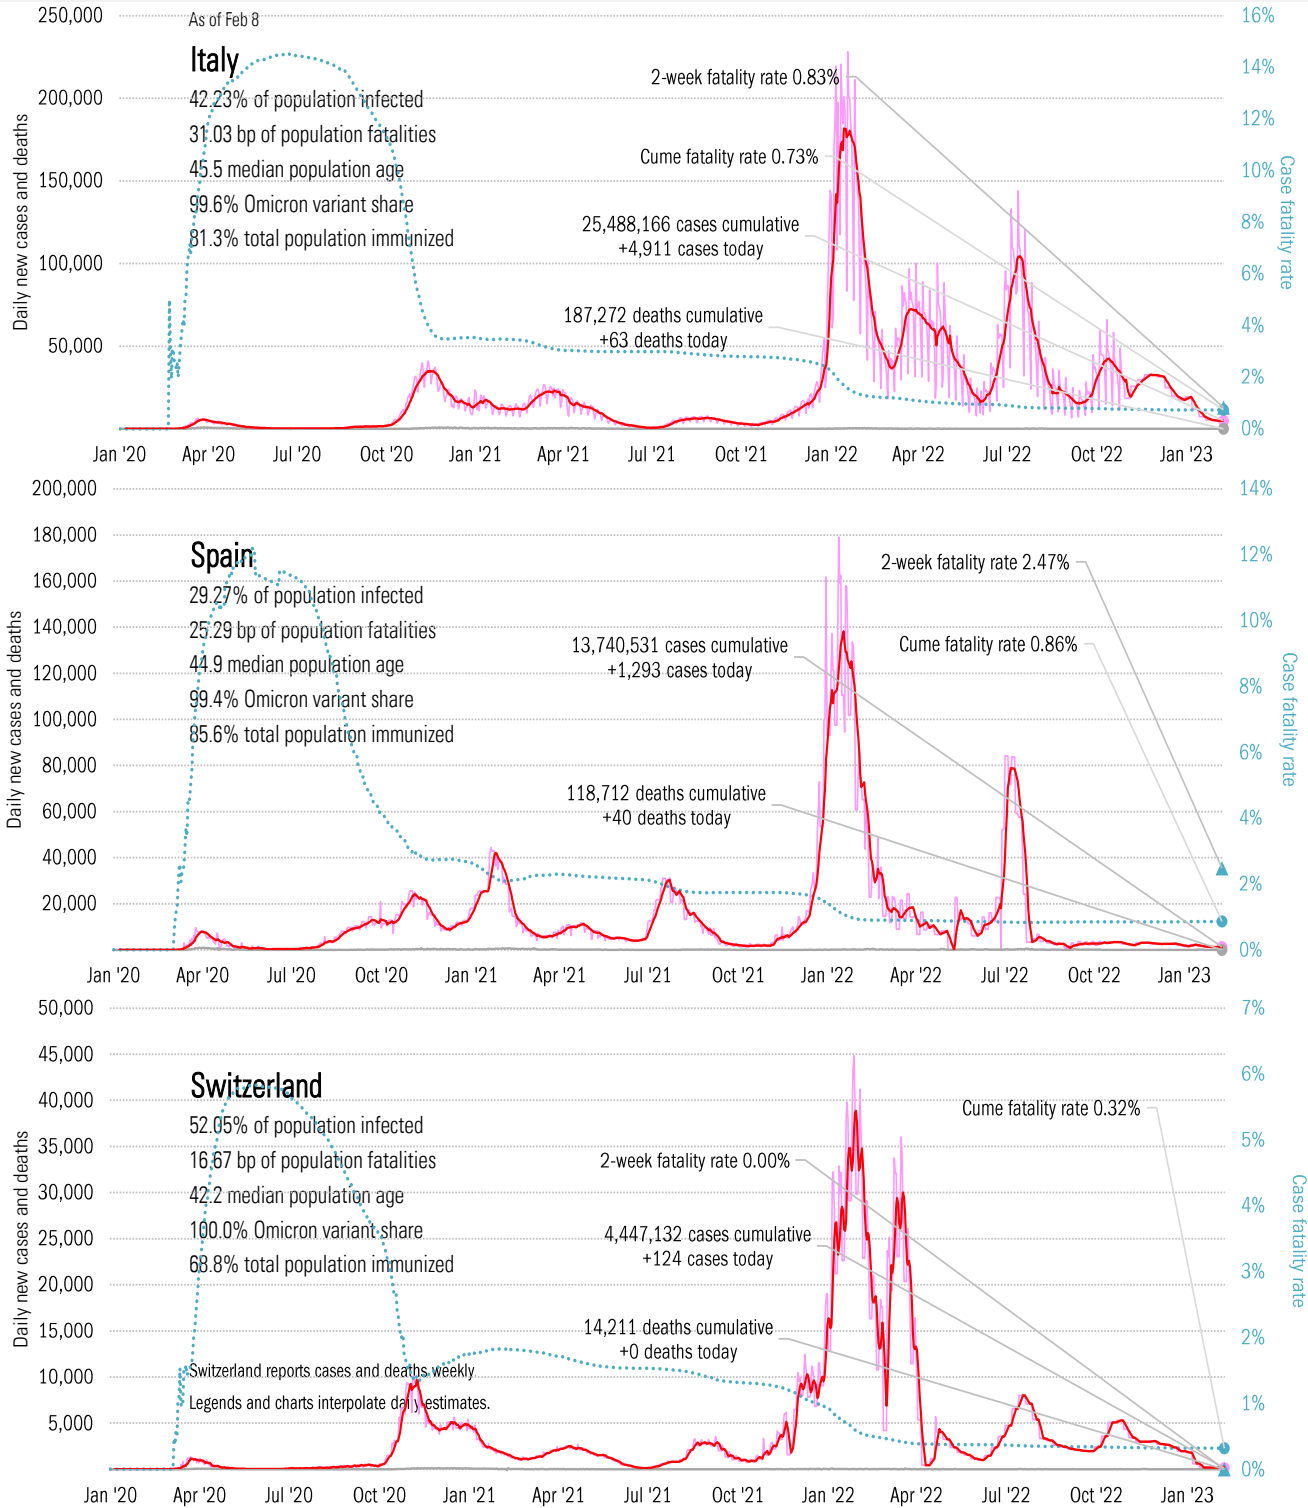 250,000
As of Feb 8
16%
Italy
14%
42.23% of population infected
2-week fatality rate 0.83%
200,000
12%
31.03 bp of population fatalities
Cume fatality rate 0.73%
45.5 median population age
150,000
10%
99.6% Omicron variant share
25,488,166 cases cumulative
+4,911 cases today
8%
81.3% total population immunized
100,000
6%
187,272 deaths cumulative
+63 deaths today
4%
50,000
2%
0%
Daily new cases and deaths
Case fatality rate
Jan '20 Apr '20 Jul '20 Oct '20 Jan '21 Apr '21 Jul '21 Oct '21 Jan '22 Apr '22 Jul '22 Oct '22 Jan '23
200,000
14%
180,000
Spain
12%
2-week fatality rate 2.47%
160,000
29.27% of population infected
140,000
25.29 bp of population fatalities
10%
13,740,531 cases cumulative
+1,293 cases today
Cume fatality rate 0.86%
120,000
44.9 median population age
8%
99.4% Omicron variant share
100,000
85.6% total population immunized
6%
80,000
118,712 deaths cumulative
+40 deaths today
60,000
4%
40,000
2%
20,000
0%
Daily new cases and deaths
Case fatality rate
Jan '20 Apr '20 Jul '20 Oct '20 Jan '21 Apr '21 Jul '21 Oct '21 Jan '22 Apr '22 Jul '22 Oct '22 Jan '23
50,000
7%
45,000
6%
Switzerland
40,000
Cume fatality rate 0.32%
52.05% of population infected
35,000
5%
16.67 bp of population fatalities
2-week fatality rate 0.00%
30,000
42.2 median population age
4%
100.0% Omicron variant share
25,000
4,447,132 cases cumulative
+124 cases today
68.8% total population immunized
3%
20,000
14,211 deaths cumulative
+0 deaths today
15,000
2%
Switzerland reports cases and deaths weekly
10,000
Legends and charts interpolate daily estimates.
1%
5,000
0%
Daily new cases and deaths
Case fatality rate
Jan '20 Apr '20 Jul '20 Oct '20 Jan '21 Apr '21 Jul '21 Oct '21 Jan '22 Apr '22 Jul '22 Oct '22 Jan '23